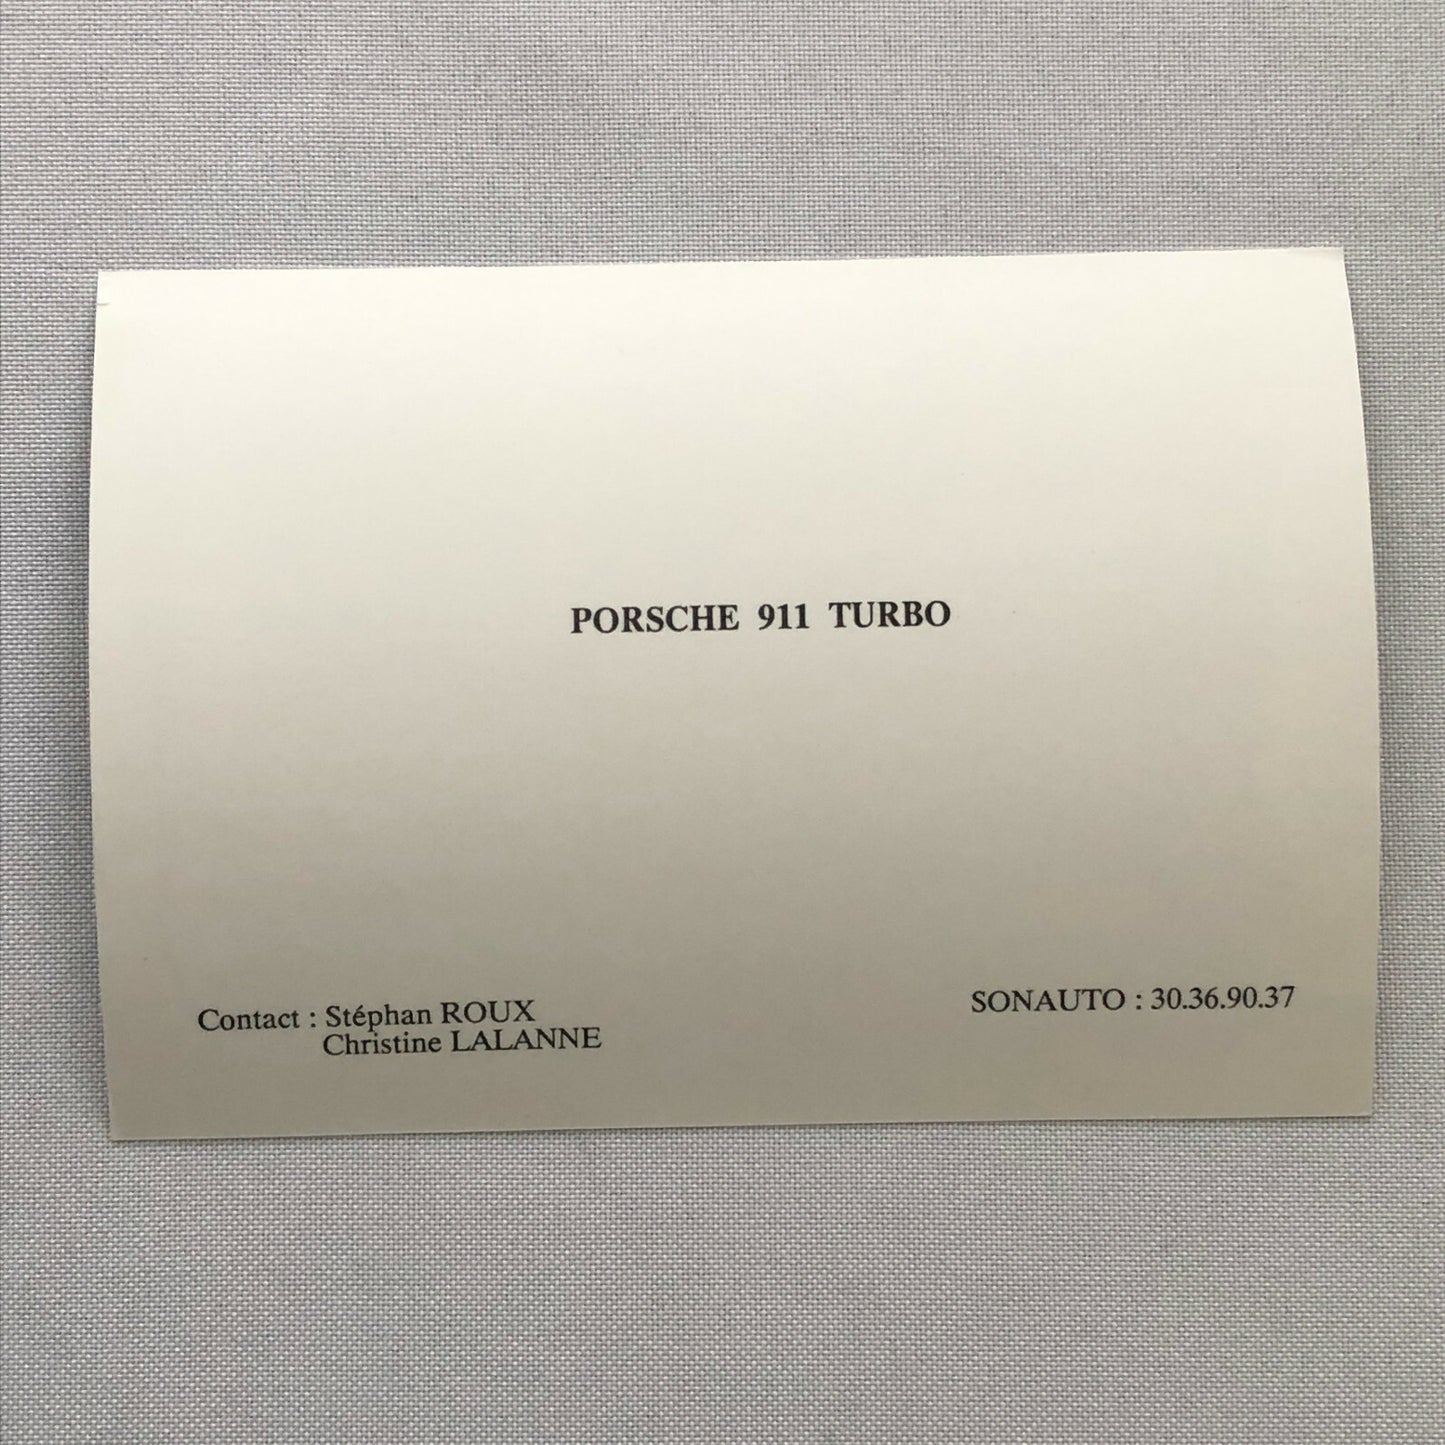 PORSCHE 911 TURBO
Contact : Stéphan ROUX
Christine LALANNE
SONAUTO : 30.36.90.37